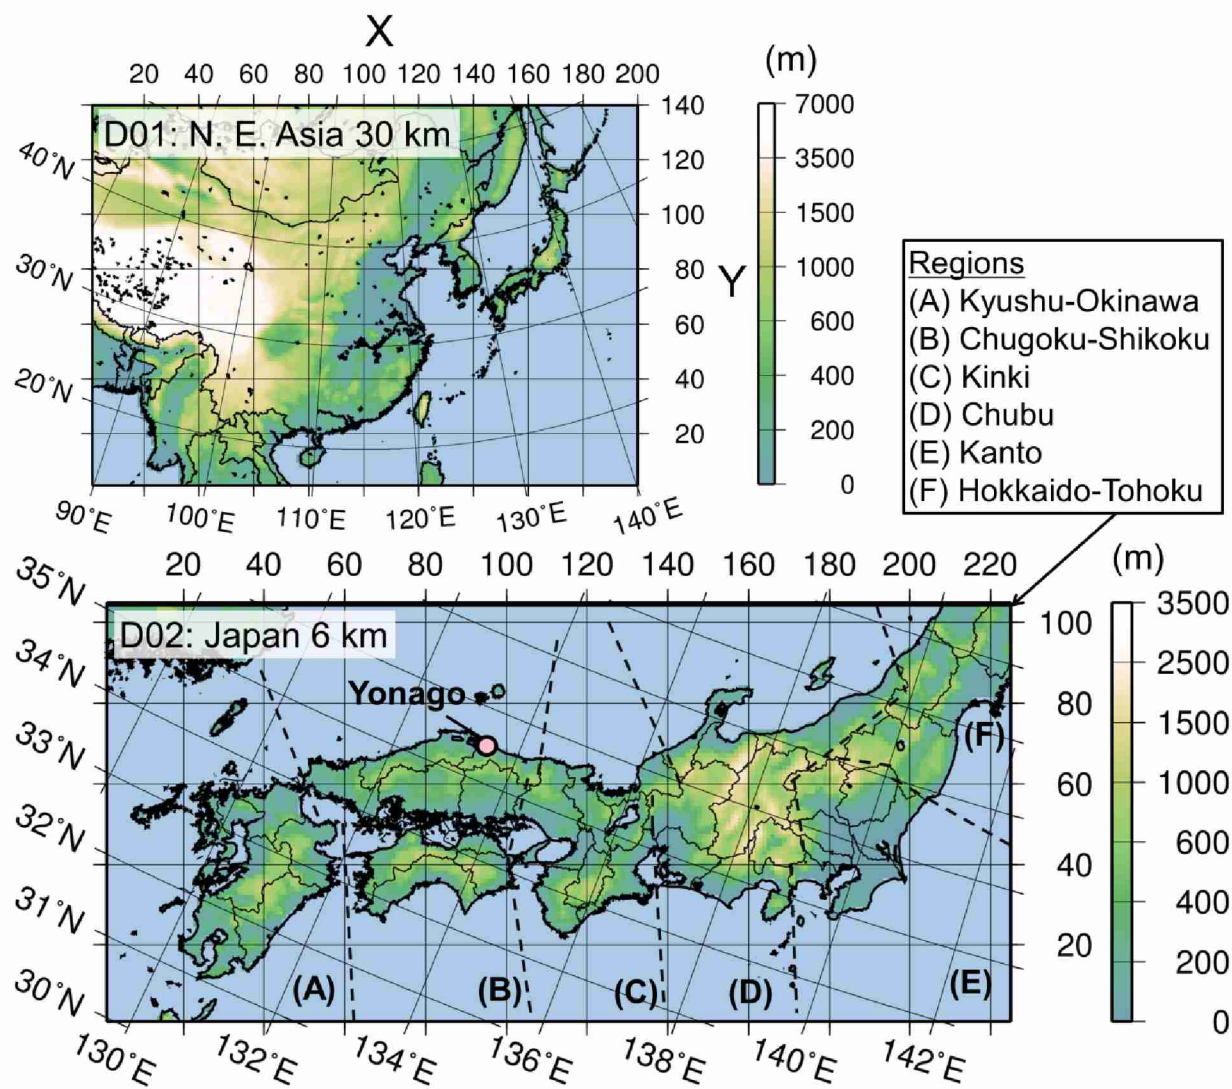 X
(m)
20 40 60 80 100 120 140 160 180 200
D01: N. E. Asia 30 km
40˚N
30˚N
20˚N
140
120
100
80
60
40
20
Y
7000
3500
1500
1000
600
400
200
0
90˚E 100˚E 110˚E 120˚E 130˚E 140˚E
Regions
(A) Kyushu-Okinawa
(B) Chugoku-Shikoku
(C) Kinki
(D) Chubu
(E) Kanto
(F) Hokkaido-Tohoku
20 40 60 80 100 120 140 160 180 200 220
(m)
D02: Japan 6 km
35˚N
34˚N
33˚N
32˚N
31˚N
30˚N
Yonago
(F)
(A) (B) (C) (D) (E)
100
80
60
40
20
3500
2500
1500
1000
600
400
200
0
130˚E 132˚E 134˚E 136˚E 138˚E 140˚E 142˚E